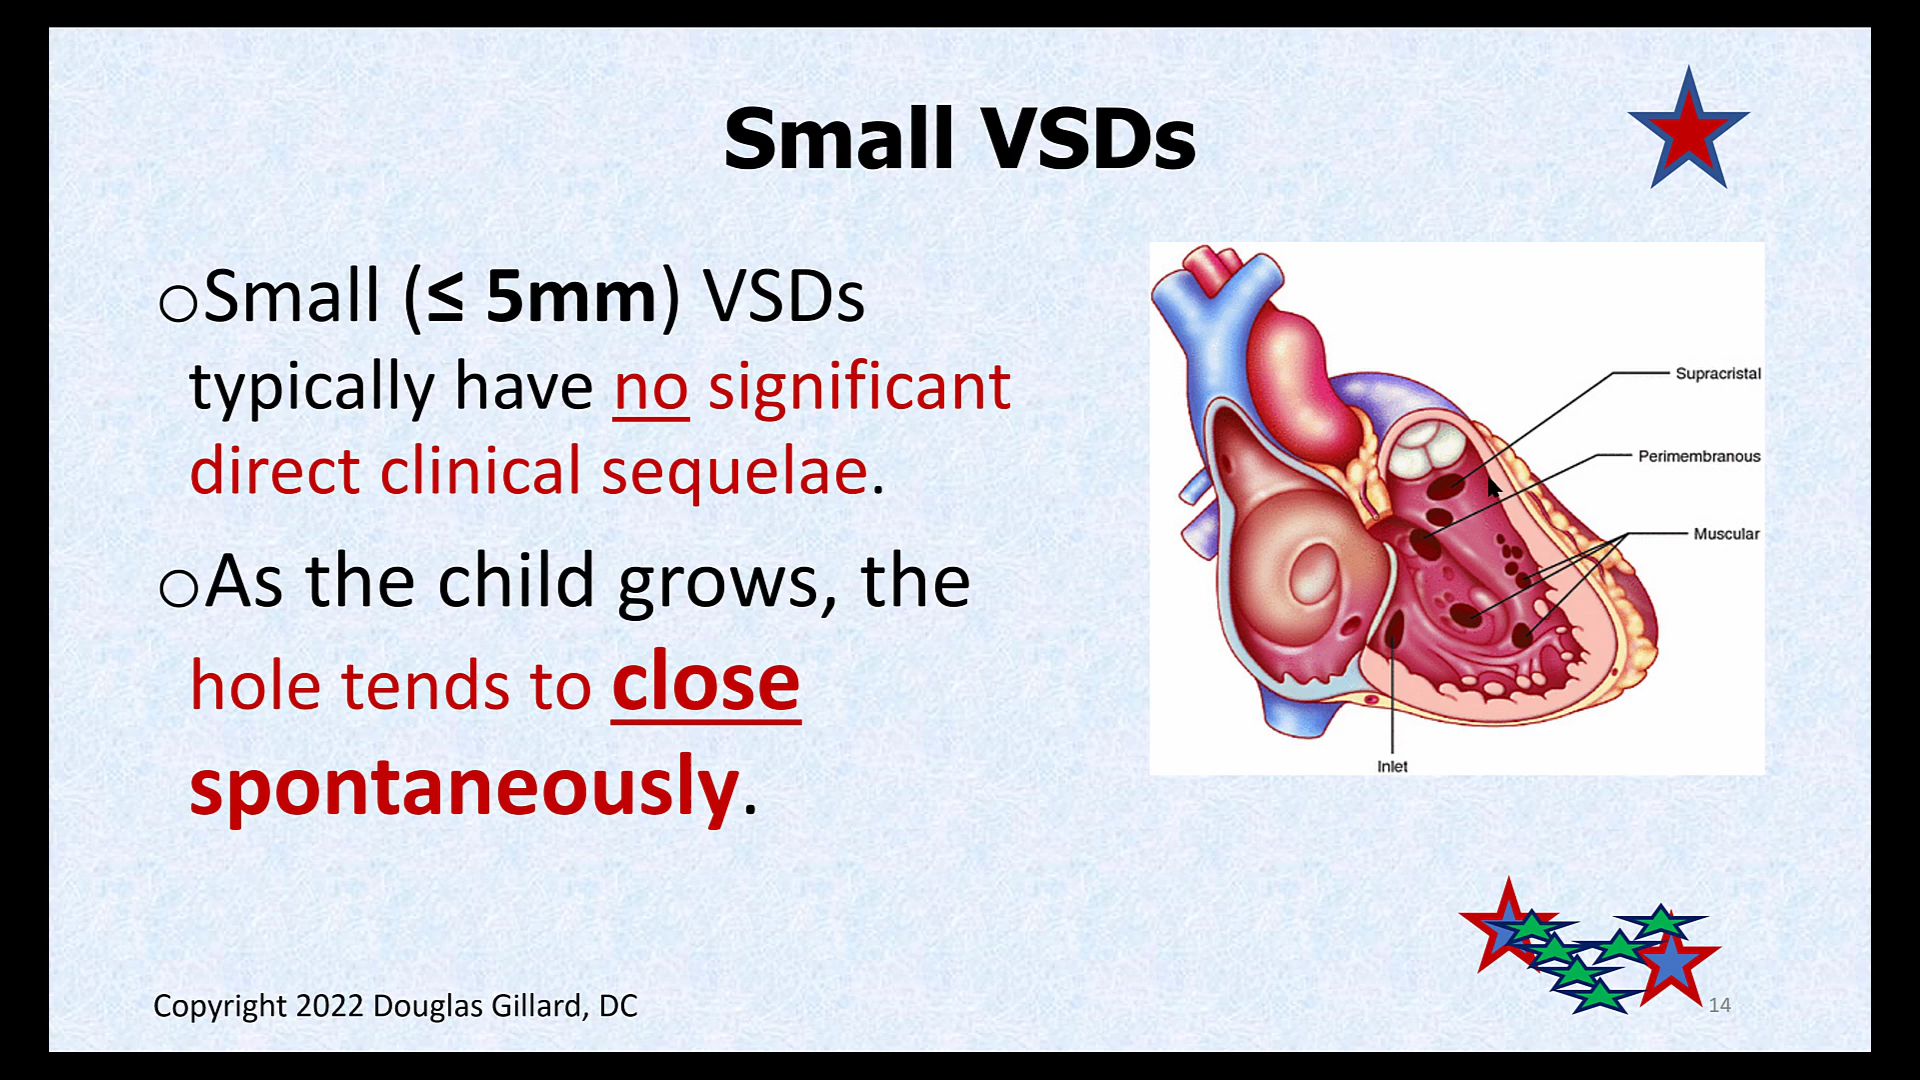 Small VSDs
oSmall (≤ 5mm) VSDs
typically have no significant
direct clinical sequelae.
oAs the child grows, the
hole tends to close
spontaneously.
Supracristal
Perimembranous
Muscular
Inlet
Copyright 2022 Douglas Gillard, DC
14